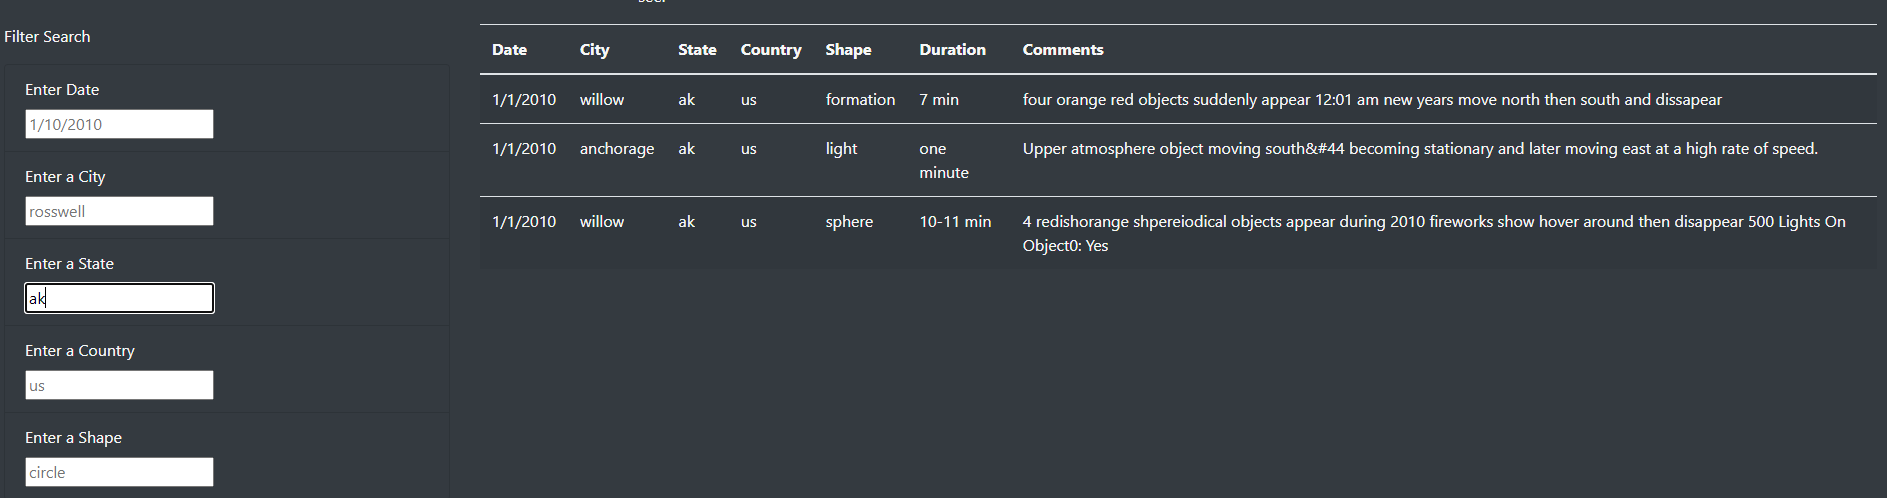 see.
Filter Search
Enter Date
1/10/2010
Enter a City
rosswell
Enter a State
ak
Enter a Country
us
Enter a Shape
circle
Date City State Country Shape Duration Comments
1/1/2010 willow ak us formation 7 min four orange red objects suddenly appear 12:01 am new years move north then south and dissapear
1/1/2010 anchorage ak us light one Upper atmosphere object moving south&#44 becoming stationary and later moving east at a high rate of speed.
minute
1/1/2010 willow ak us sphere 10-11 min 4 redishorange shpereiodical objects appear during 2010 fireworks show hover around then disappear 500 Lights On
Object0: Yes